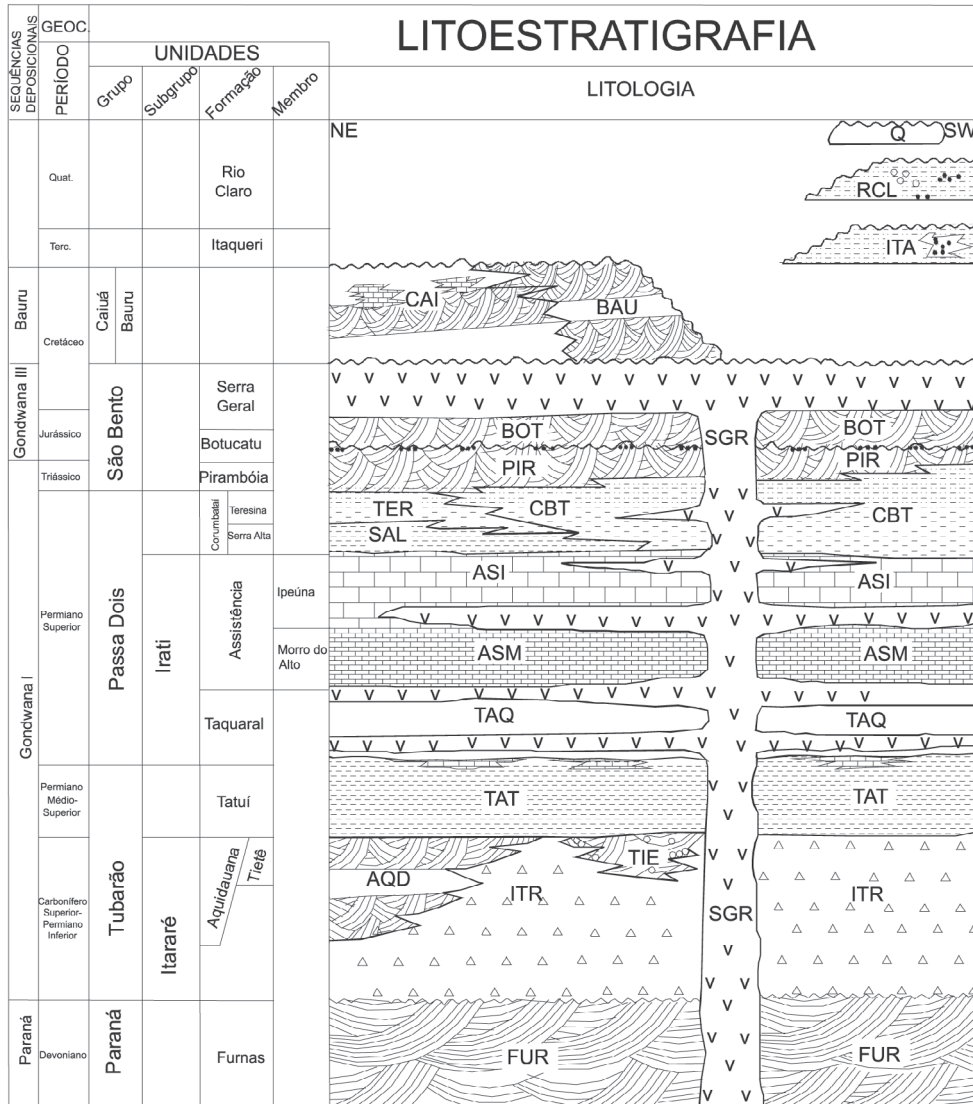 SEQUÊNCIAS
DEPOSICIONAIS
GEOC.
PERÍODO
UNIDADES
Grupo
Subgrupo
Formação
Membro
LITOESTRATIGRAFIA
LITOLOGIA
NE
Q
SW
Quat.
Rio
Claro
RCL
Terc.
Itaqueri
ITA
Bauru
Cretáceo
Caiuá
Bauru
CAI
BAU
Gondwana III
São Bento
Serra
Geral
V V V V V V V V V V V V V V V V V
V V V V V V V V V V V V V V
Jurássico
Botucatu
BOT
SGR
BOT
Triássico
Pirambóia
PIR
PIR
Gondwana I
Permiano
Superior
Passa Dois
Corumbataí
Teresina
Serra Alta
TER
CBT
CBT
SAL
Irati
Assistência
Ipeúna
ASI
ASI
Morro do
Alto
ASM
ASM
Taquaral
TAQ
TAQ
Permiano
Médio-
Superior
Tubarão
Tatuí
TAT
TAT
Carbonífero
Superior-
Permiano
Inferior
Itararé
Aquidauana
Tietê
AQD
ITR
TIE
SGR
ITR
Paraná
Devoniano
Paraná
Furnas
FUR
FUR